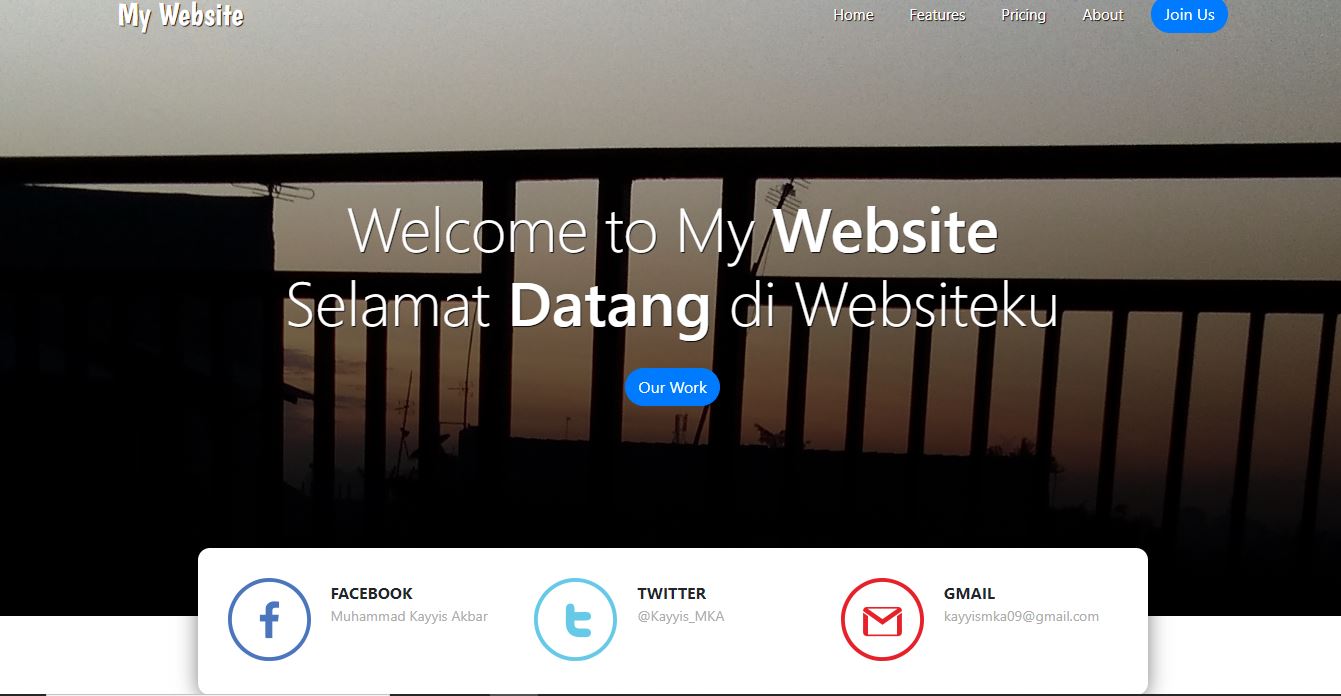 My Website
Home Features Pricing About Join Us
Welcome to My Website
Selamat Datang di Websiteku
Our Work
FACEBOOK
Muhammad Kayyis Akbar
TWITTER
@Kayyis_MKA
GMAIL
kayyismka09@gmail.com